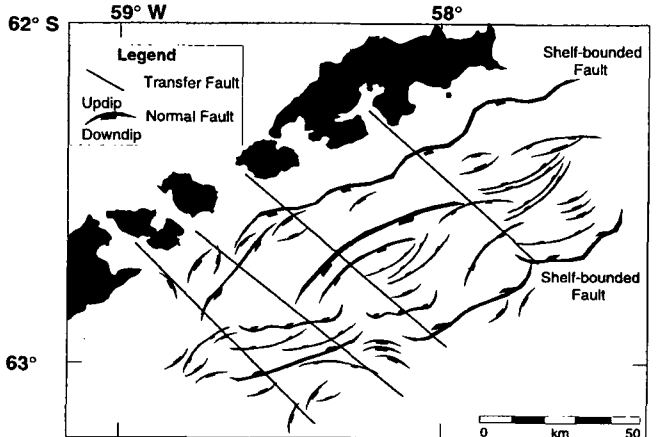 59° W
58°
62° S
Legend
Transfer Fault
Updip
Normal Fault
Downdip
Shelf-bounded
Fault
Shelf-bounded
Fault
63°
0 km 50